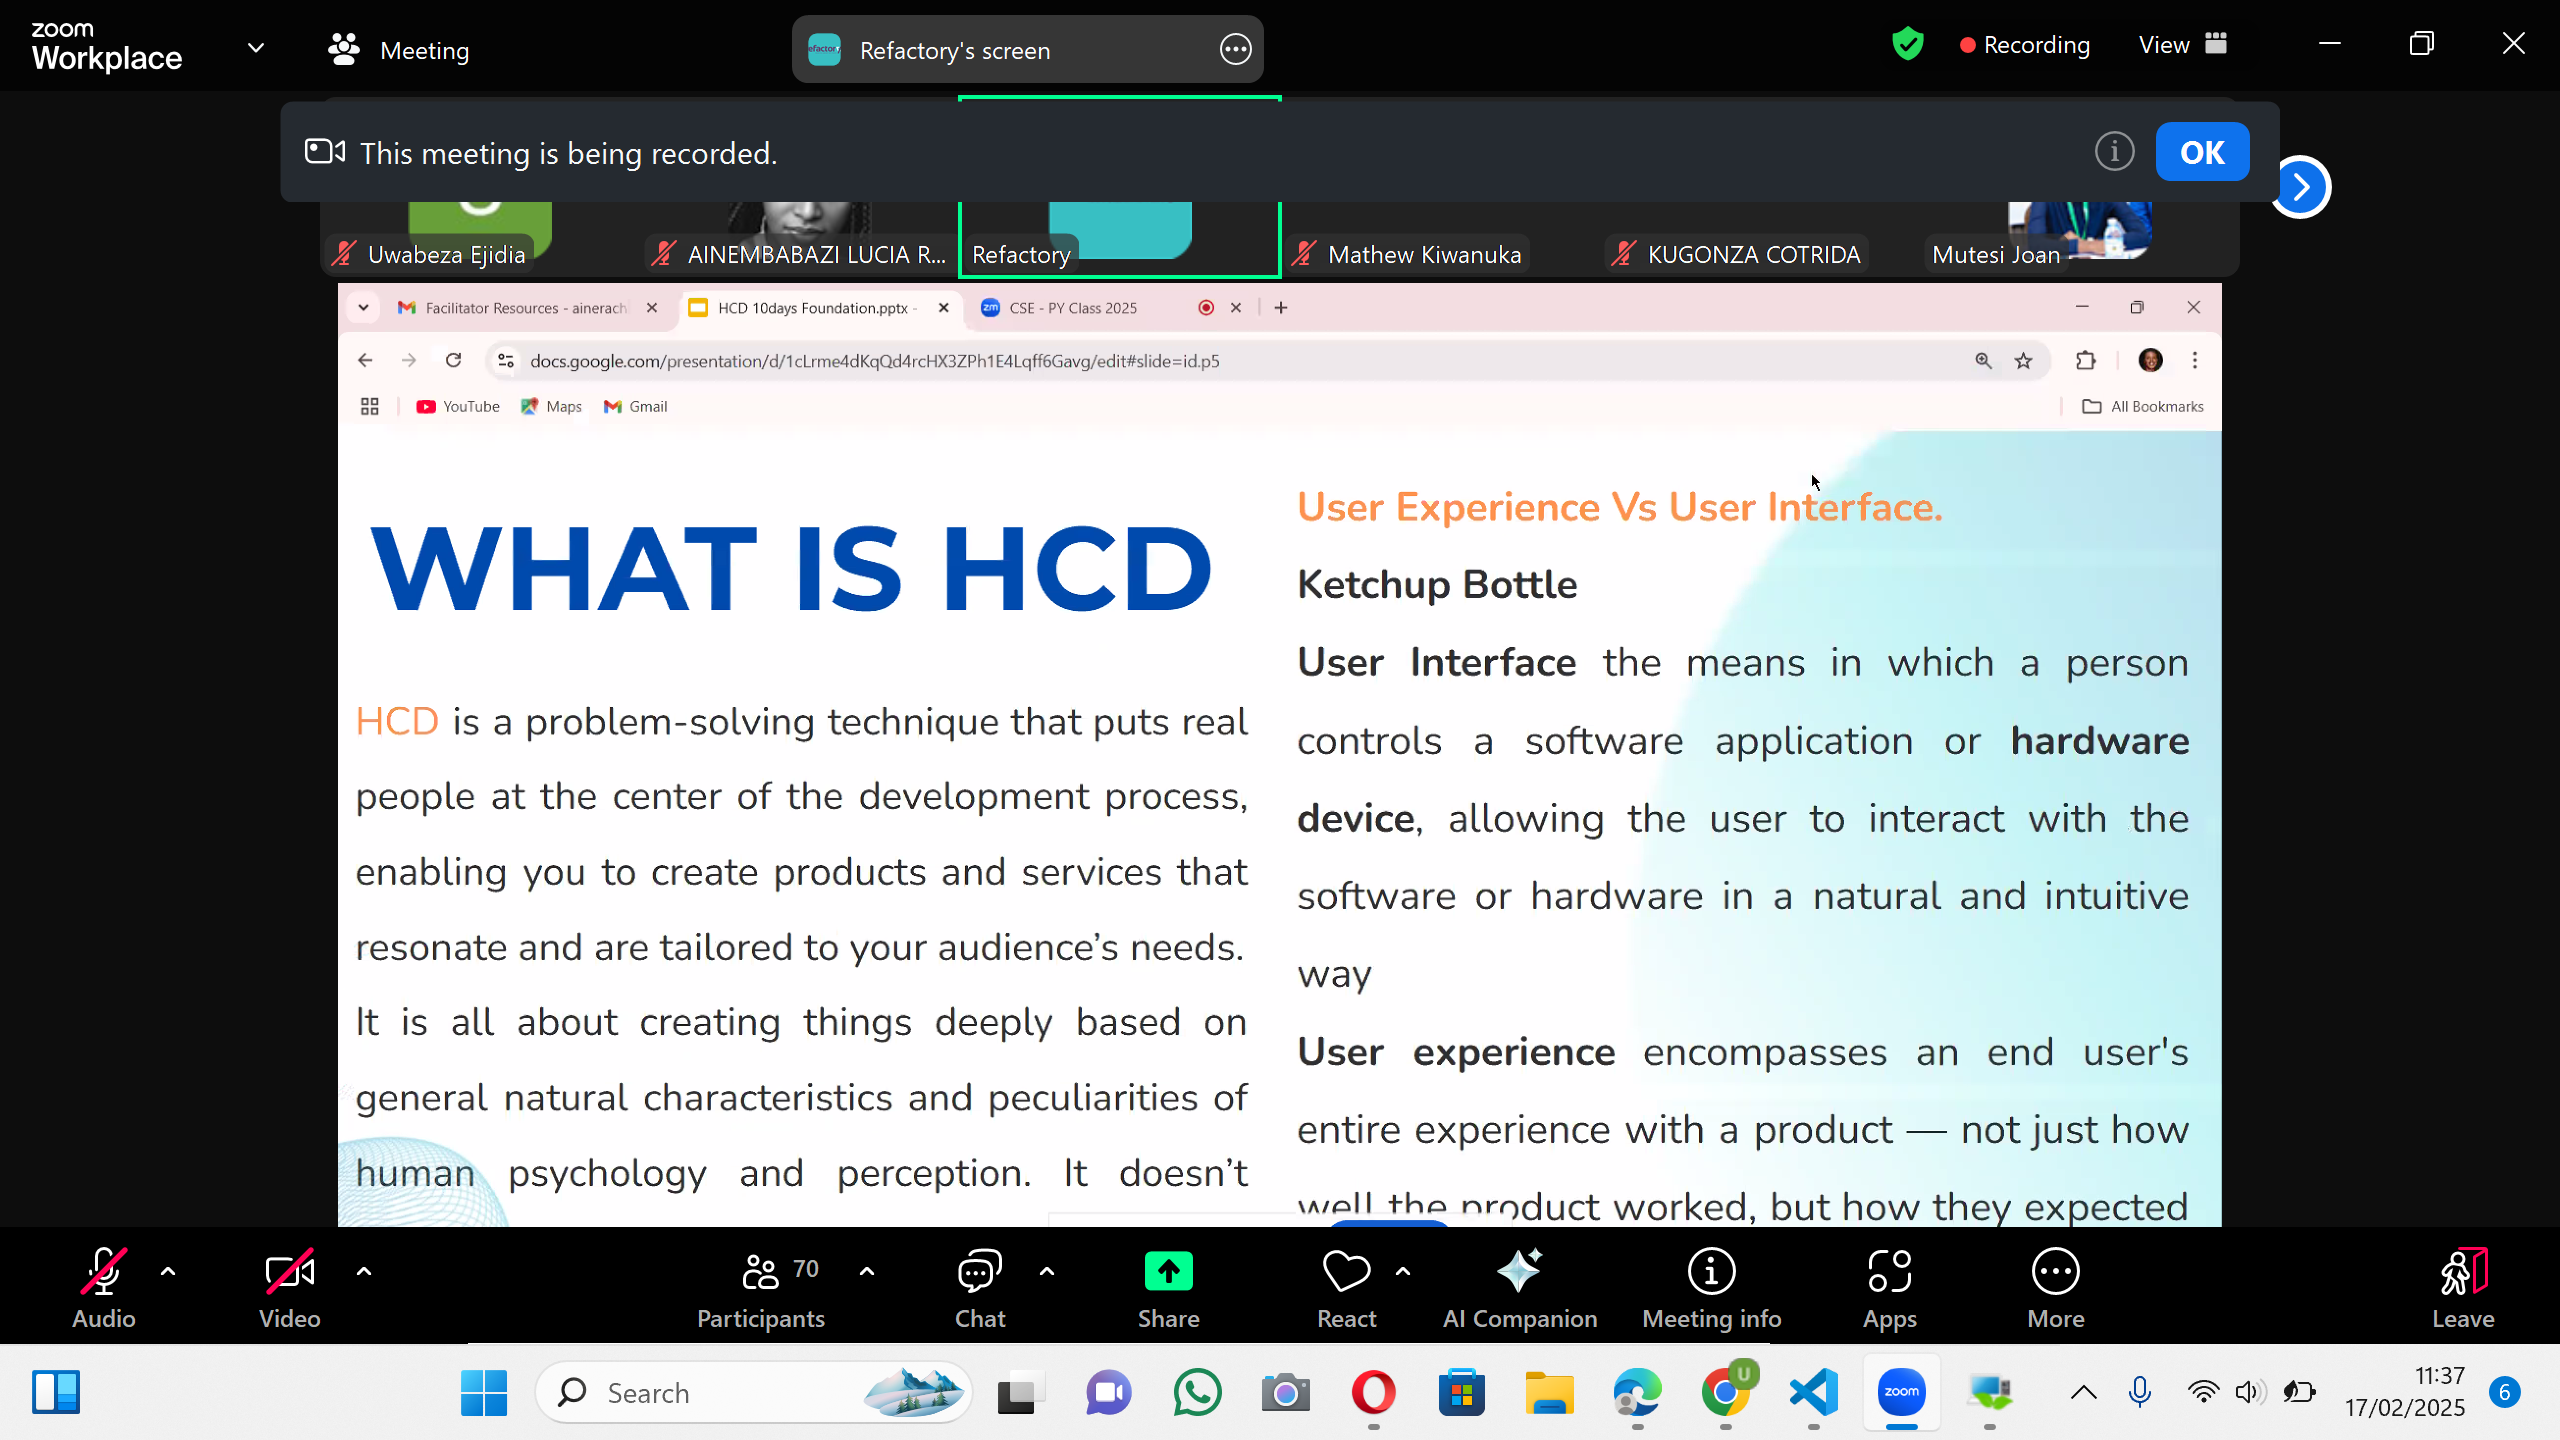 zoom
Workplace
Meeting
efactory
Refactory's screen
Recording
View
This meeting is being recorded.
OK
Uwabeza Ejidia
AINEMBABAZI LUCIA R...
Refactory
Mathew Kiwanuka
KUGONZA COTRIDA
Mutesi Joan
Facilitator Resources - ainerach
HCD 10days Foundation.pptx -
zm
CSE - PY Class 2025
docs.google.com/presentation/d/1cLrme4dKqQd4rcHX3ZPh1E4Lqff6Gavg/edit#slide=id.p5
YouTube
Maps
Gmail
All Bookmarks
WHAT IS HCD
HCD is a problem-solving technique that puts real
people at the center of the development process,
enabling you to create products and services that
resonate and are tailored to your audience’s needs.
It is all about creating things deeply based on
general natural characteristics and peculiarities of
human psychology and perception. It doesn’t
User Experience Vs User Interface.
Ketchup Bottle
User Interface the means in which a person
controls a software application or hardware
device, allowing the user to interact with the
software or hardware in a natural and intuitive
way
User experience encompasses an end user's
entire experience with a product — not just how
well the product worked, but how they expected
Audio
Video
70
Participants
Chat
Share
React
AI Companion
Meeting info
Apps
More
Leave
Search
U
zoom
11:37
17/02/2025
6